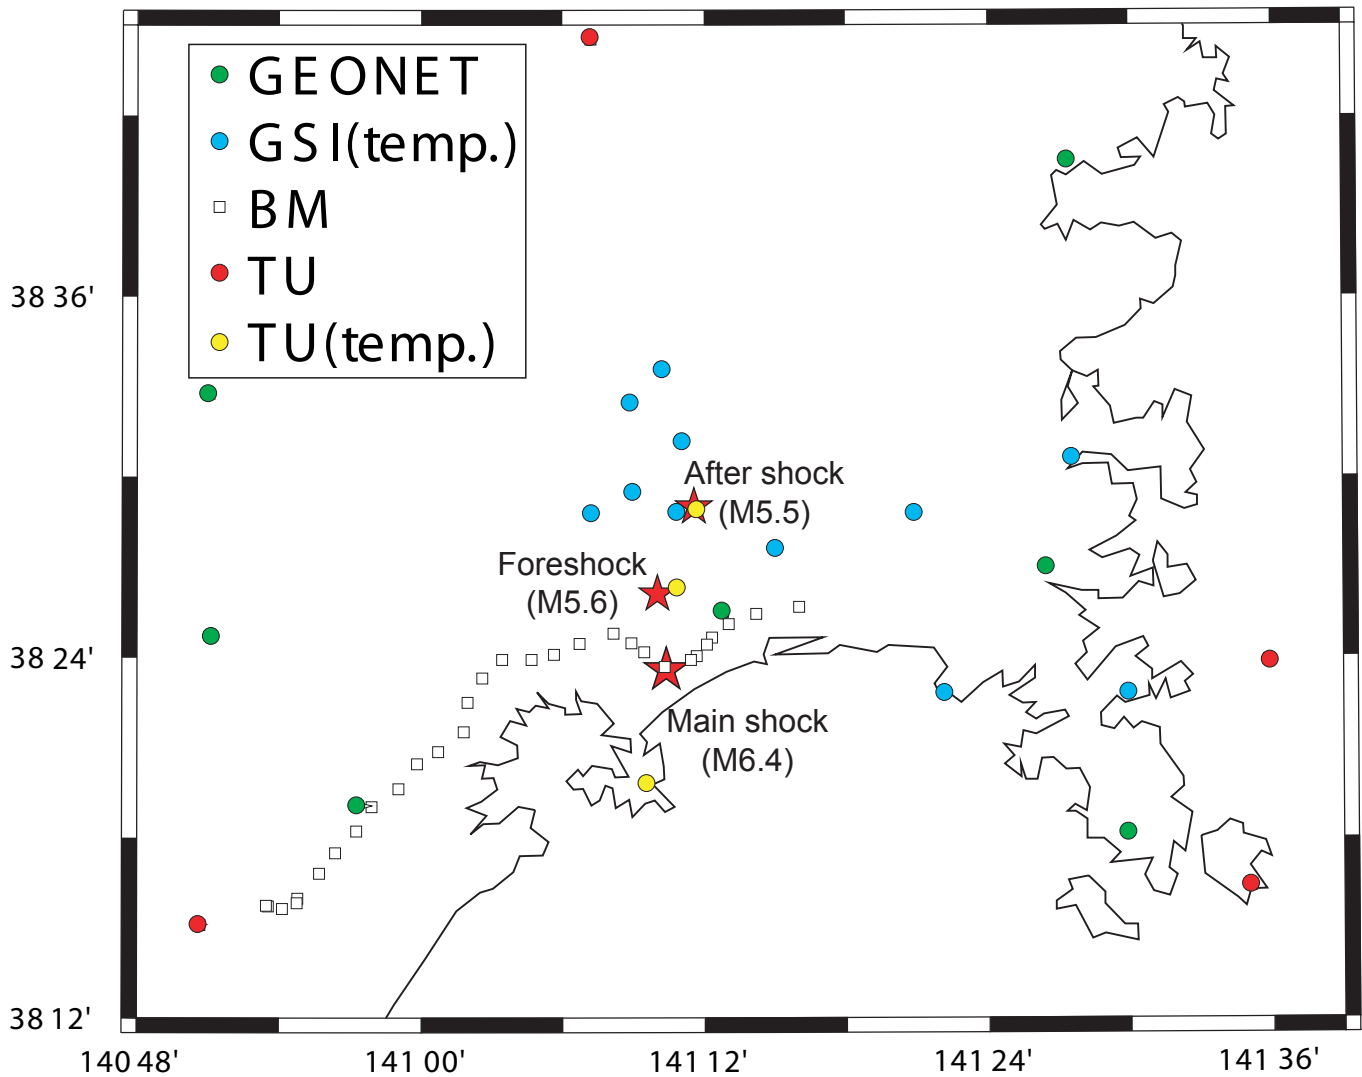 GEONET
GSI(temp.)
BM
TU
TU(temp.)
38 36'
After shock
(M5.5)
Foreshock
(M5.6)
38 24'
Main shock
(M6.4)
38 12'
140 48' 141 00' 141 12' 141 24' 141 36'